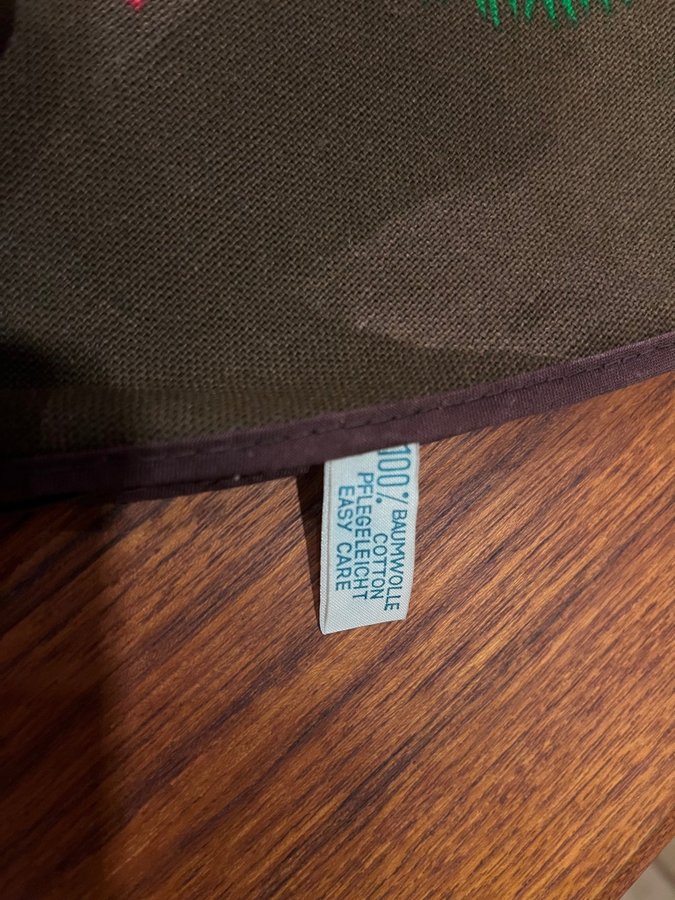 100% BAUMWOLLE
COTTON
PFLEGELEICHT
EASY CARE